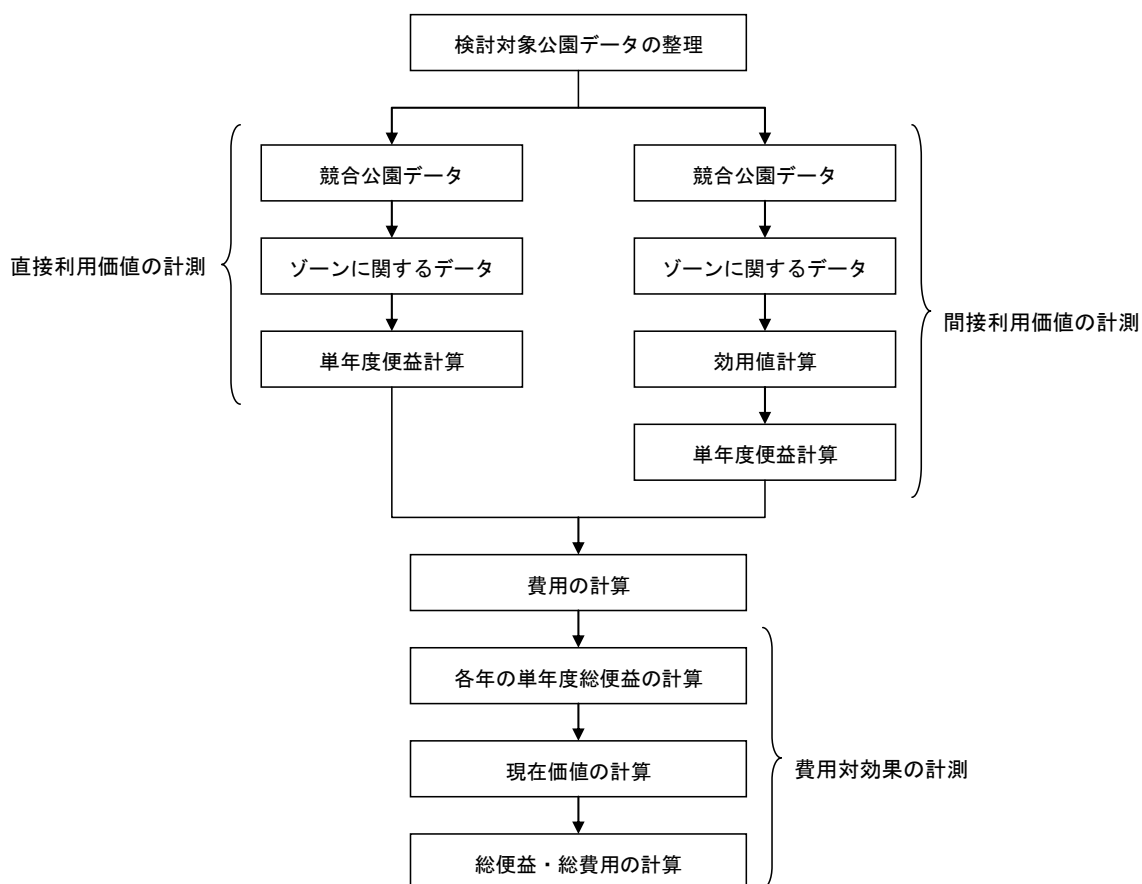 検討対象公園データの整理
競合公園データ
競合公園データ
直接利用価値の計測
ゾーンに関するデータ
ゾーンに関するデータ
間接利用価値の計測
単年度便益計算
効用値計算
単年度便益計算
費用の計算
各年の単年度総便益の計算
現在価値の計算
費用対効果の計測
総便益・総費用の計算